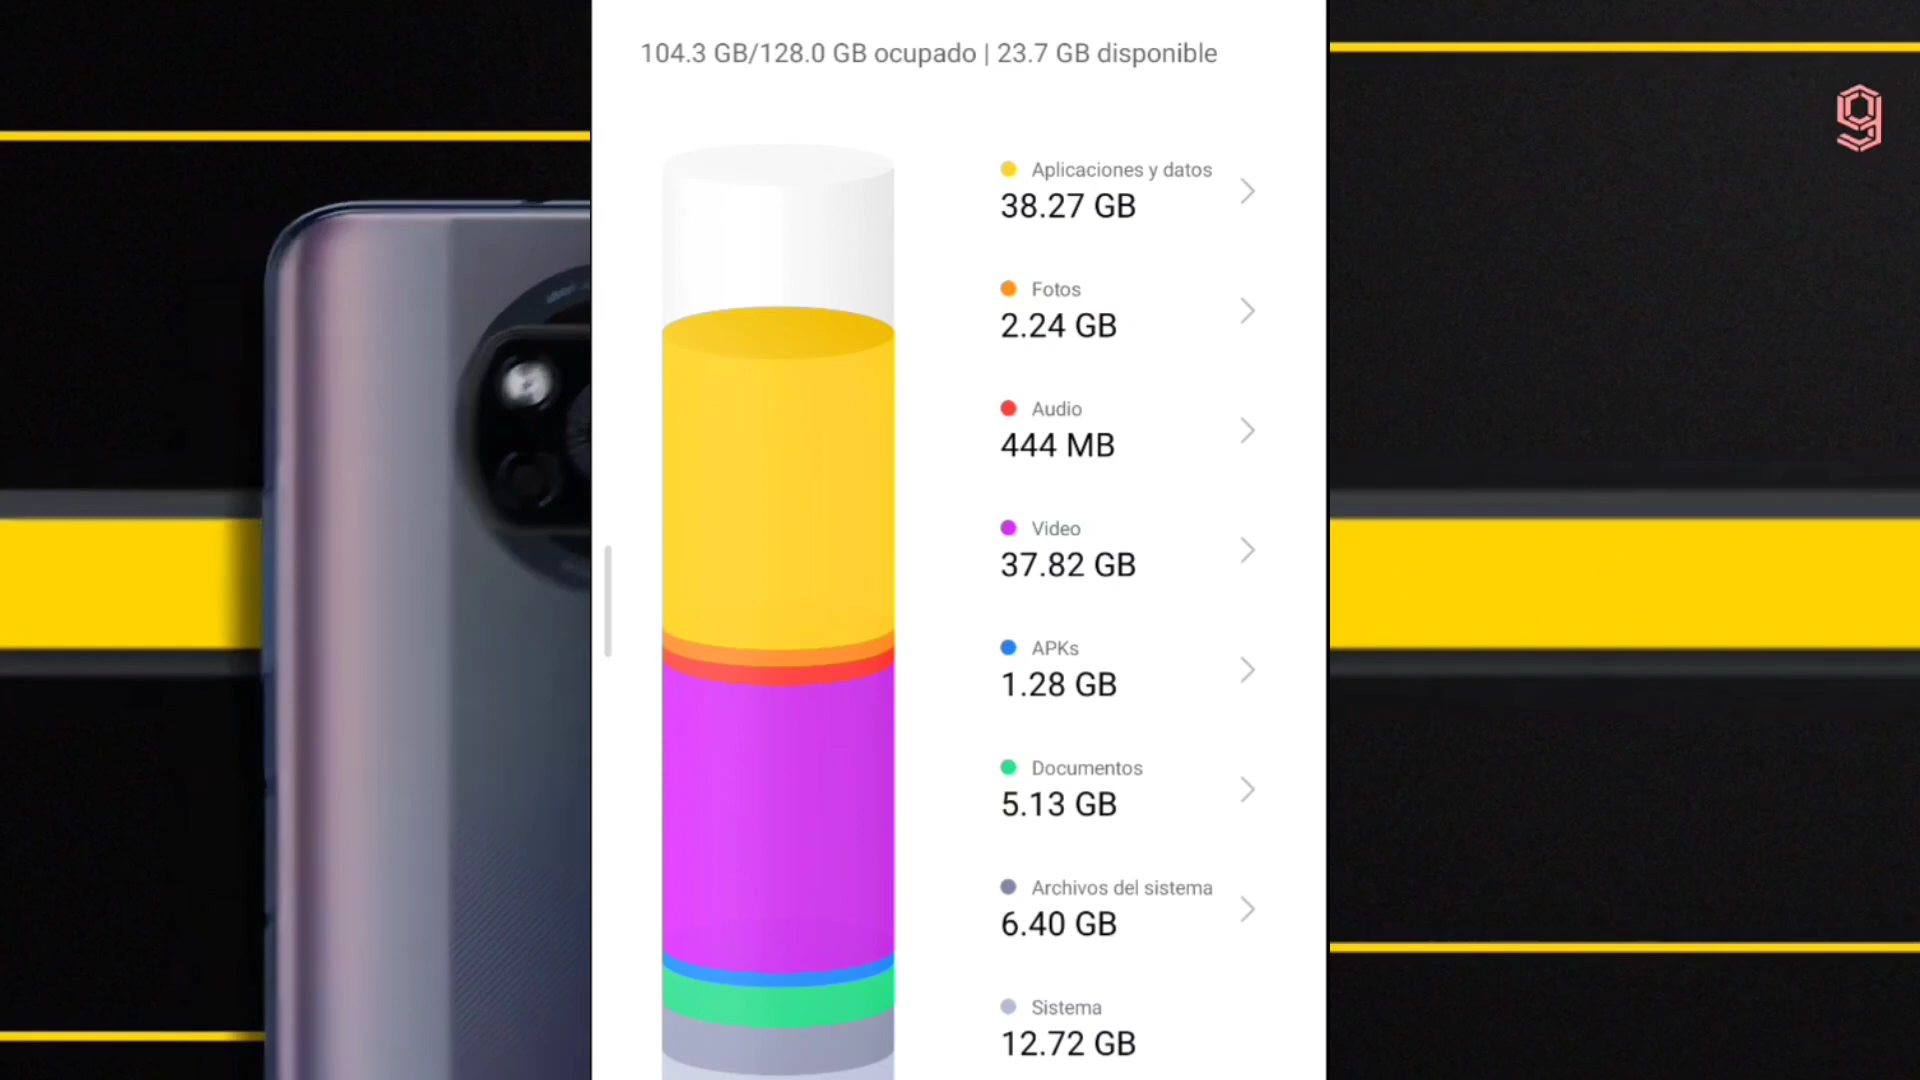 104.3 GB/128.0 GB ocupado | 23.7 GB disponible
Aplicaciones y datos
38.27 GB
Fotos
2.24 GB
Audio
444 MB
Video
37.82 GB
APKs
1.28 GB
Documentos
5.13 GB
Archivos del sistema
6.40 GB
Sistema
12.72 GB